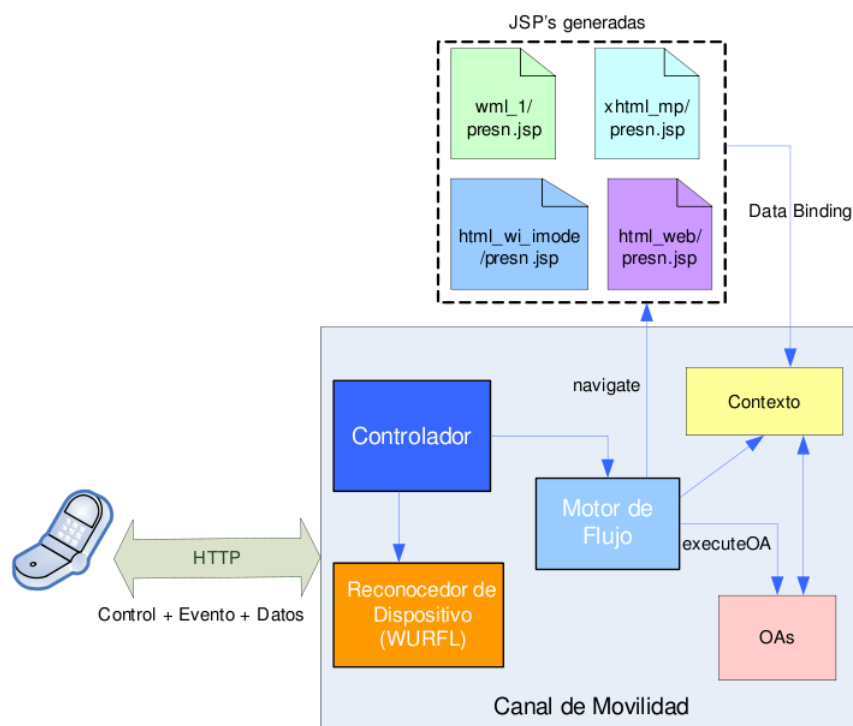 JSP's generadas
wml_1/
presn.jsp
xhtml_mp/
presn.jsp
html_wi_imode
/presn.jsp
html_web/
presn.jsp
Data Binding
navigate
Contexto
Controlador
Motor de
Flujo
executeOA
HTTP
Control + Evento + Datos
Reconocedor de
Dispositivo
(WURFL)
OAs
Canal de Movilidad